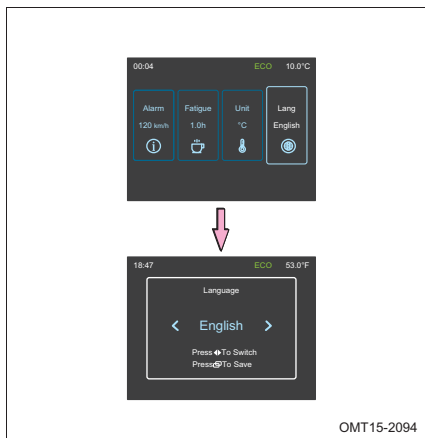 00:04 ECO 10.0°C
Alarm Fatigue Unit Lang
120 km/h 1.0h °C English
18:47 ECO 53.0°F
Language
English
Press To Switch
Press To Save
OMT15-2094